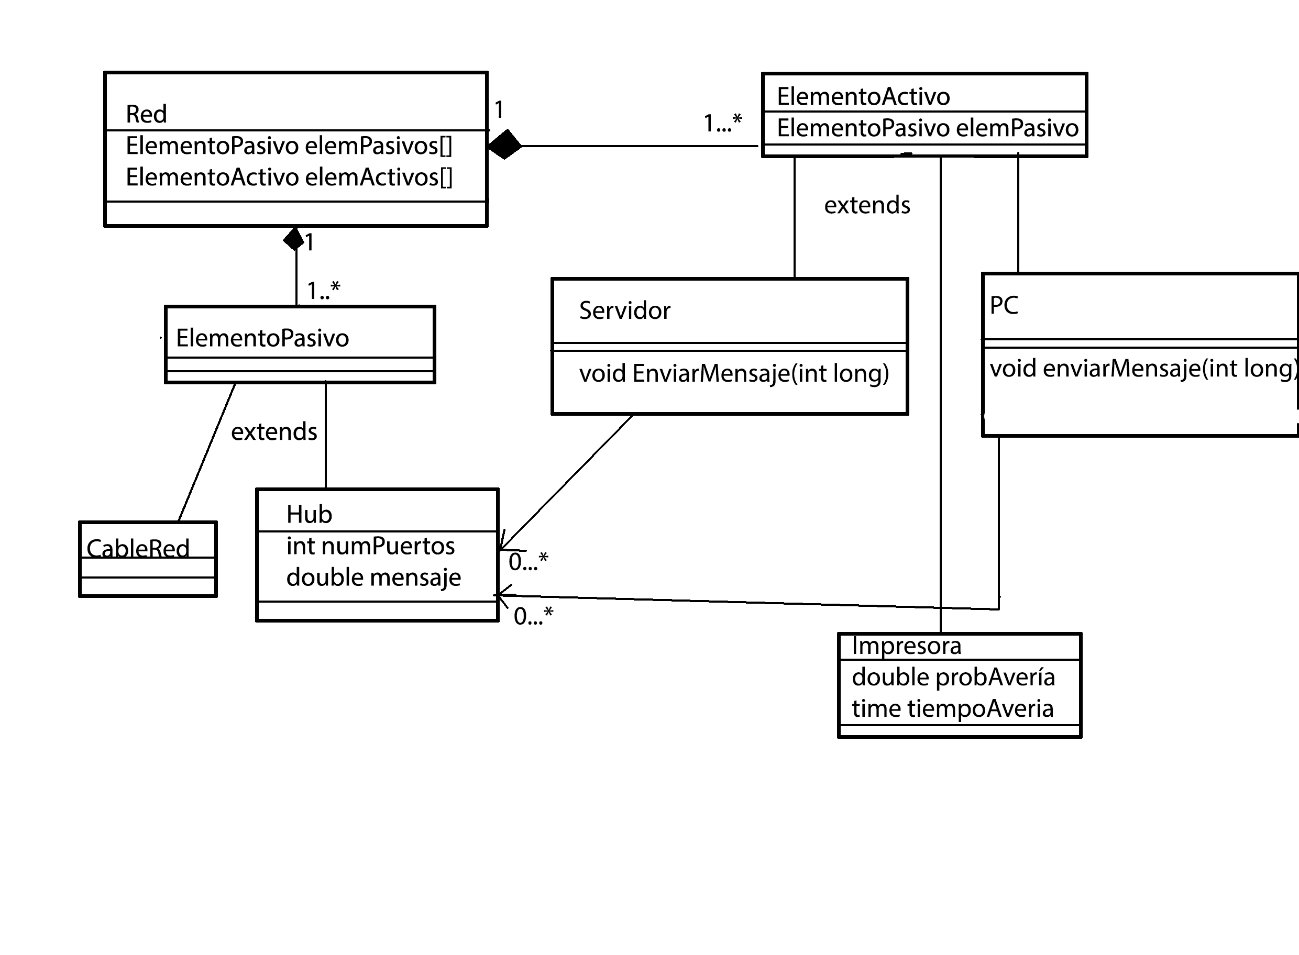 Red
ElementoPasivo elemPasivos[]
ElementoActivo elemActivos[]
1
1...*
ElementoActivo
ElementoPasivo elemPasivo
1
1..*
extends
ElementoPasivo
Servidor
void EnviarMensaje(int long)
PC
void enviarMensaje(int long)
extends
CableRed
Hub
int numPuertos
double mensaje
0...*
0...*
Impresora
double probAvería
time tiempoAveria